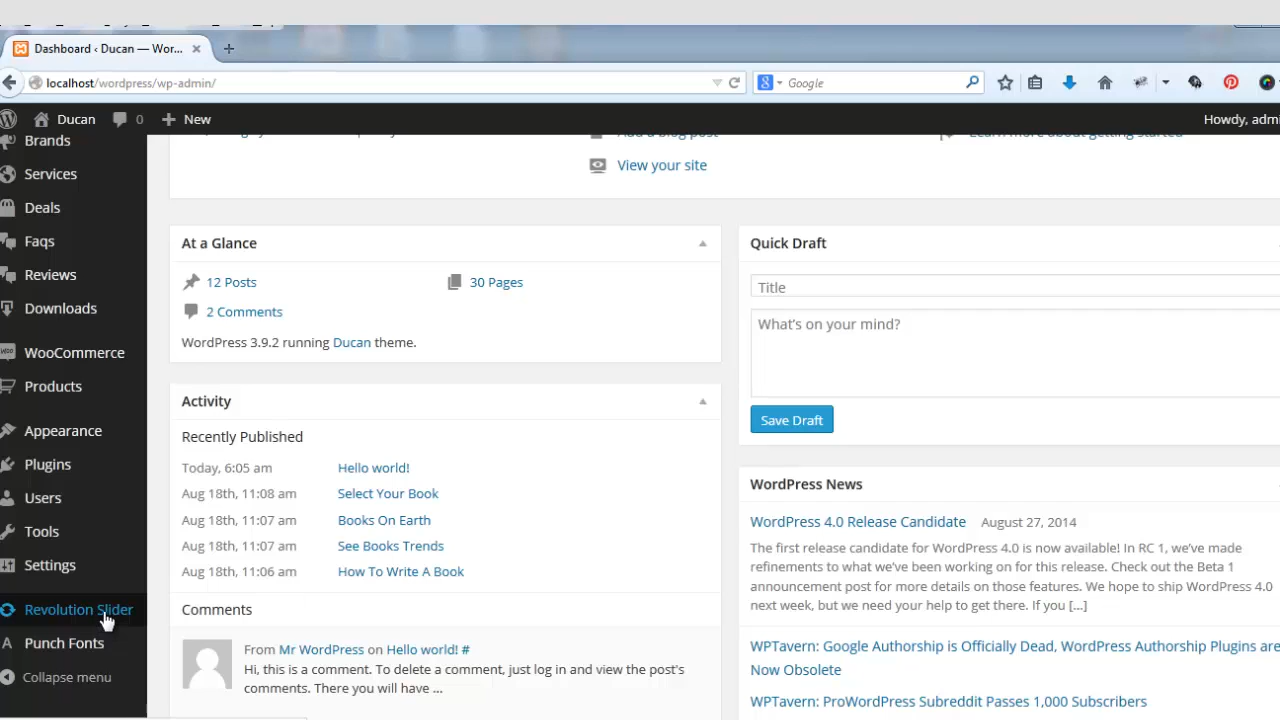 Dashboard ‹ Ducan — Wor...
localhost/wordpress/wp-admin/
Google
Ducan 0 New
Howdy, admi
Brands
Services
Deals
Faqs
Reviews
Downloads
WooCommerce
Products
Appearance
Plugins
Users
Tools
Settings
Revolution Slider
Punch Fonts
Collapse menu
Add a blog post
Learn more about getting started
View your site
At a Glance
12 Posts
30 Pages
2 Comments
WordPress 3.9.2 running Ducan theme.
Activity
Recently Published
Today, 6:05 am Hello world!
Aug 18th, 11:08 am Select Your Book
Aug 18th, 11:07 am Books On Earth
Aug 18th, 11:07 am See Books Trends
Aug 18th, 11:06 am How To Write A Book
Comments
From Mr WordPress on Hello world! #
Hi, this is a comment. To delete a comment, just log in and view the post's
comments. There you will have ...
Quick Draft
Title
What's on your mind?
Save Draft
WordPress News
WordPress 4.0 Release Candidate August 27, 2014
The first release candidate for WordPress 4.0 is now available! In RC 1, we've made
refinements to what we've been working on for this release. Check out the Beta 1
announcement post for more details on those features. We hope to ship WordPress 4.0
next week, but we need your help to get there. If you [...]
WPTavern: Google Authorship is Officially Dead, WordPress Authorship Plugins are
Now Obsolete
WPTavern: ProWordPress Subreddit Passes 1,000 Subscribers